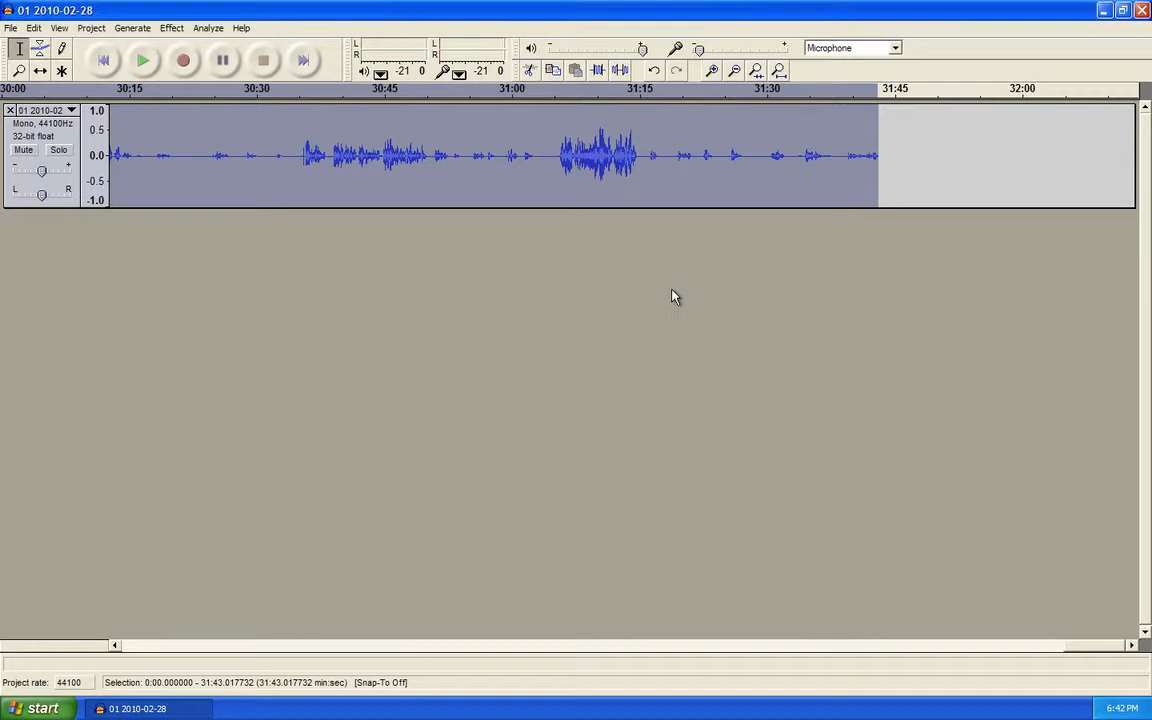 01 2010-02-28
File Edit View Project Generate Effect Analyze Help
L L
R R
-21 0 -21 0
- + - + Microphone
30:00 30:15 30:30 30:45 31:00 31:15 31:30 31:45 32:00
01 2010-02
Mono, 44100Hz
32-bit float
Mute Solo
- +
L R
1.0
0.5
0.0
-0.5
-1.0
Project rate: 44100 Selection: 0:00.000000 - 31:43.017732 (31:43.017732 min:sec) [Snap-To Off]
start 01 2010-02-28 6:42 PM